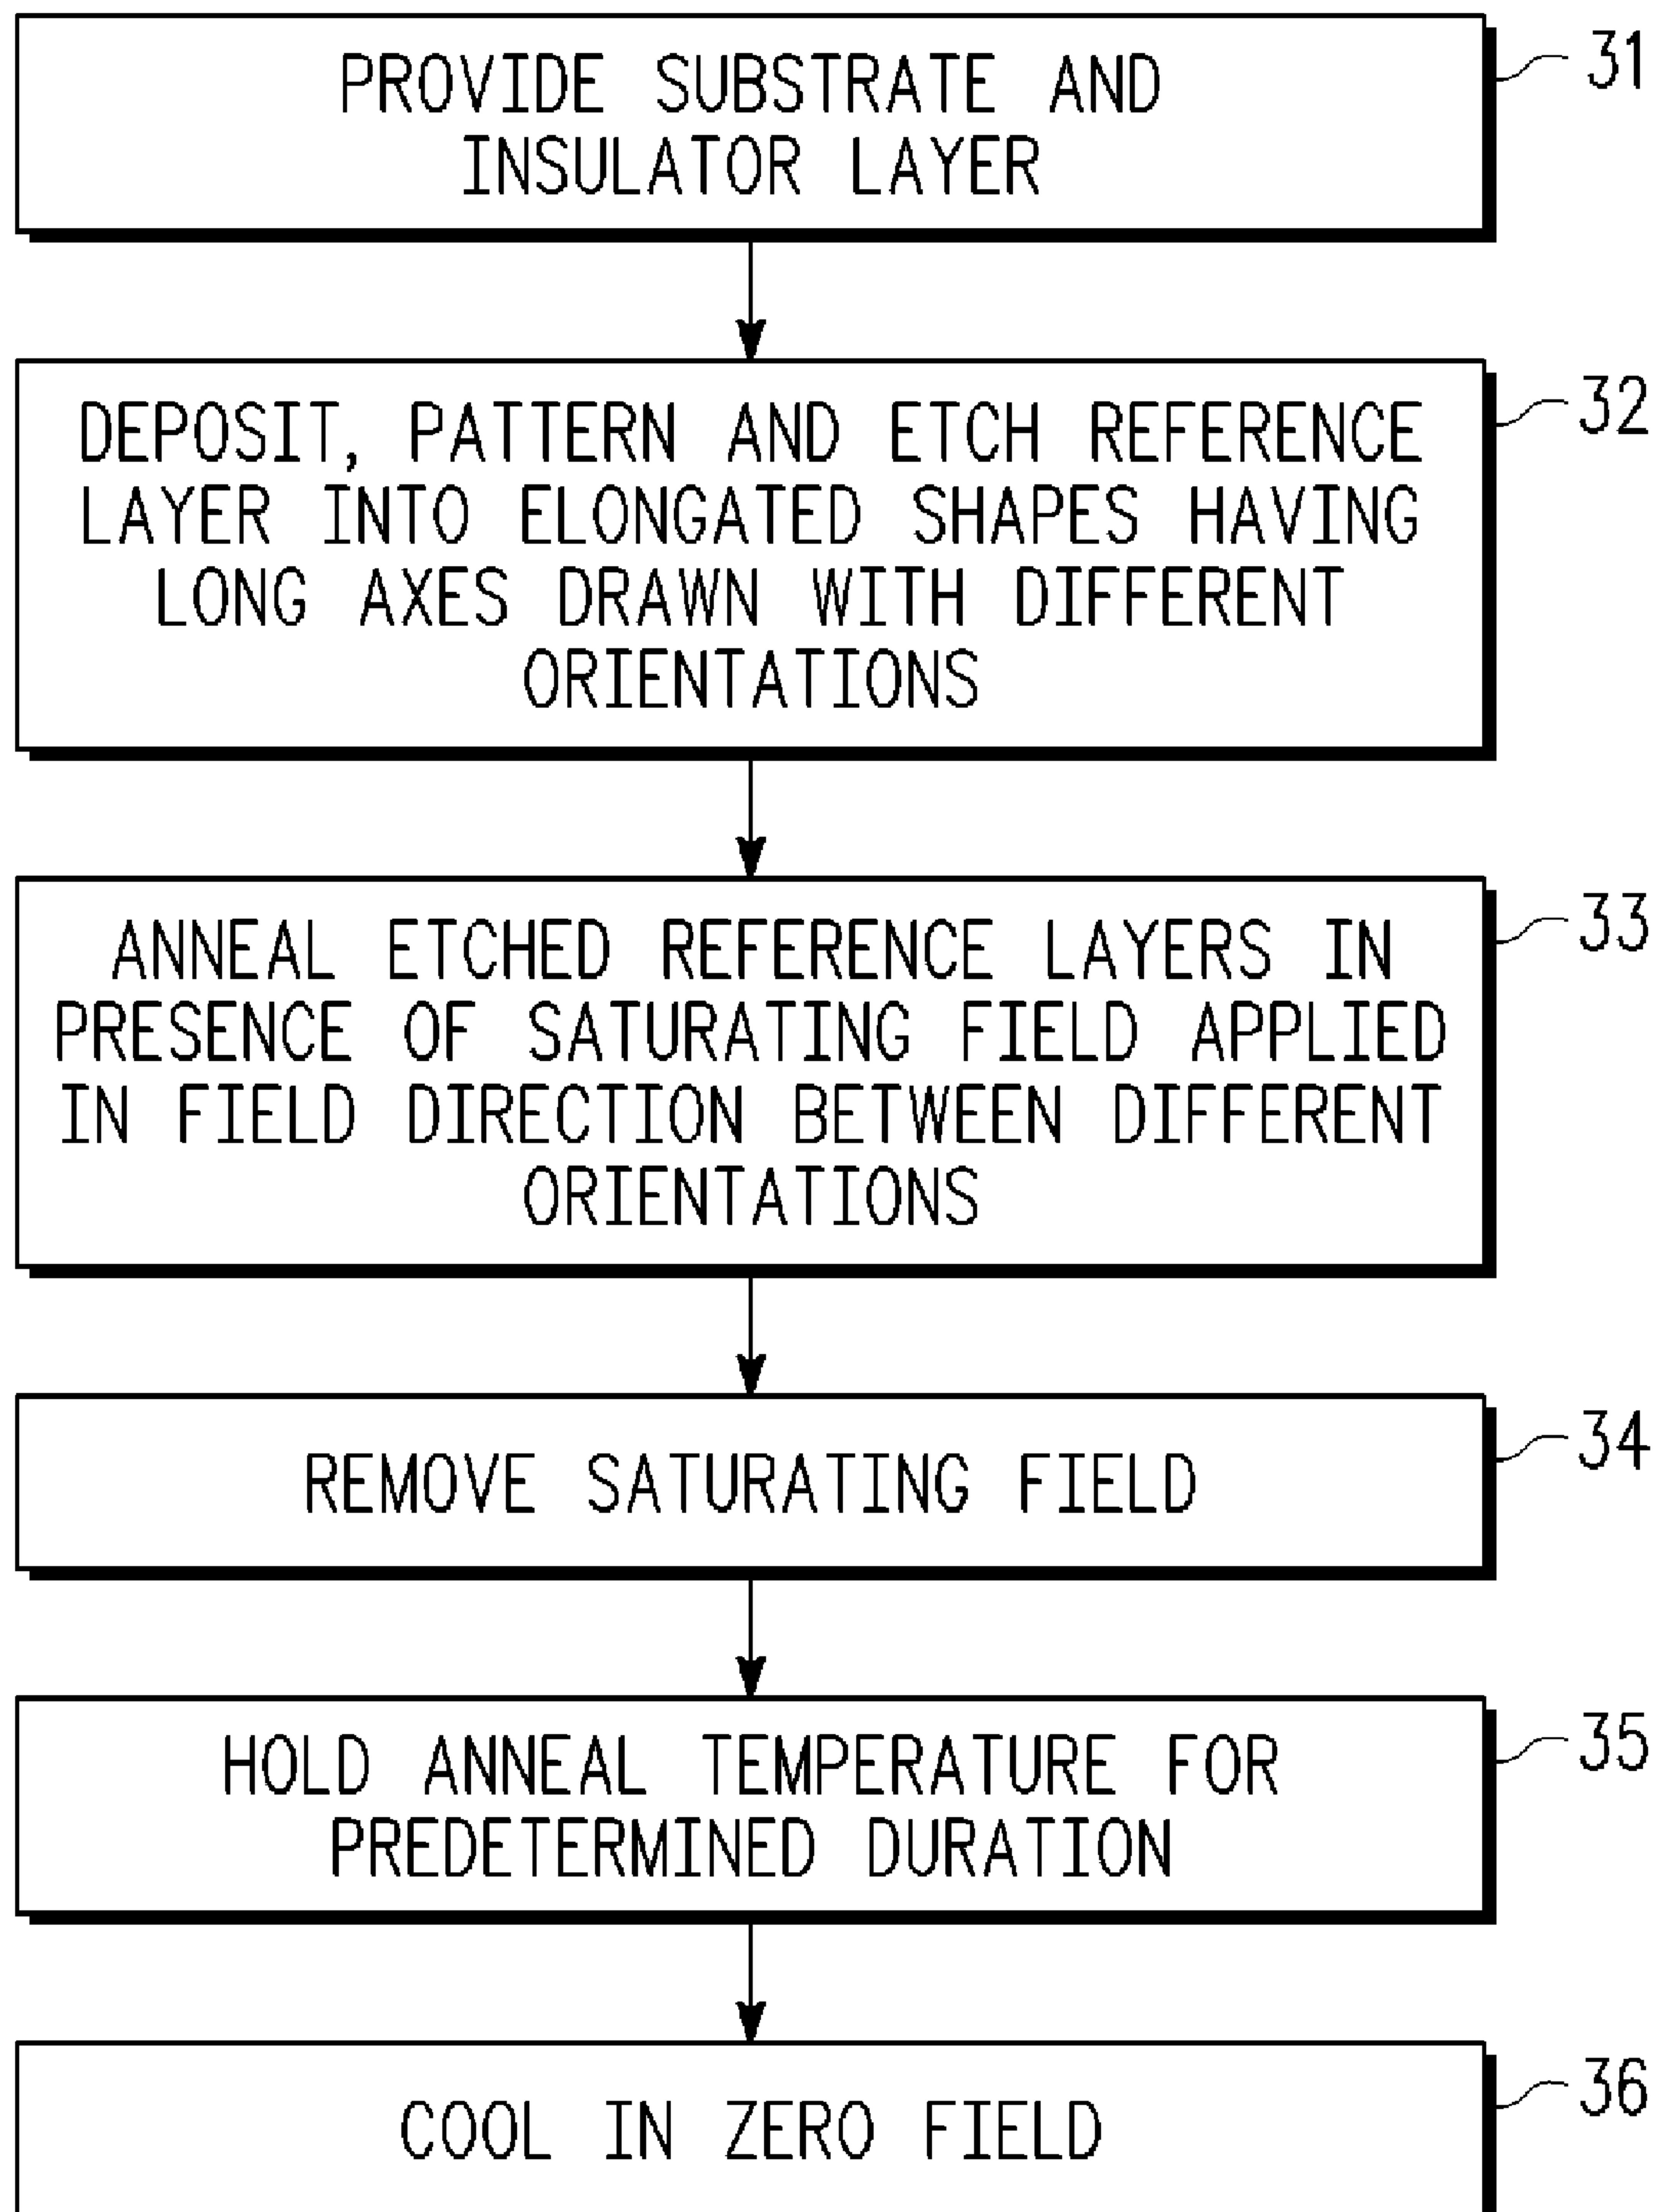 PROVIDE SUBSTRATE AND
INSULATOR LAYER
31
DEPOSIT, PATTERN AND ETCH REFERENCE
LAYER INTO ELONGATED SHAPES HAVING
LONG AXES DRAWN WITH DIFFERENT
ORIENTATIONS
32
ANNEAL ETCHED REFERENCE LAYERS IN
PRESENCE OF SATURATING FIELD APPLIED
IN FIELD DIRECTION BETWEEN DIFFERENT
ORIENTATIONS
33
REMOVE SATURATING FIELD
34
HOLD ANNEAL TEMPERATURE FOR
PREDETERMINED DURATION
35
COOL IN ZERO FIELD
36